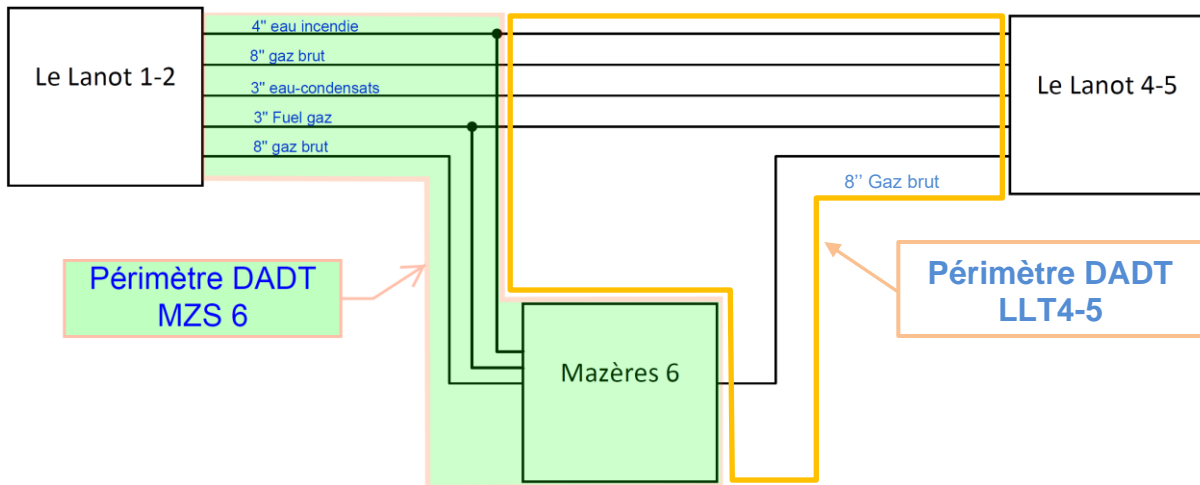 4" eau incendie
8" gaz brut
Le Lanot 1-2
3" eau-condensats
3" Fuel gaz
8" gaz brut
Le Lanot 4-5
8’’ Gaz brut
Périmètre DADT
MZS 6
Périmètre DADT
LLT4-5
Mazères 6